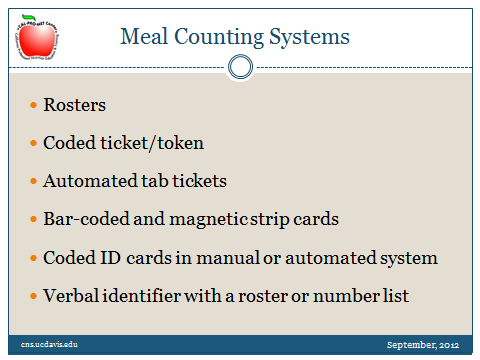 Meal Counting Systems
Rosters
Coded ticket/token
Automated tab tickets
Bar-coded and magnetic strip cards
Coded ID cards in manual or automated system
Verbal identifier with a roster or number list
cns.ucdavis.edu
September, 2012